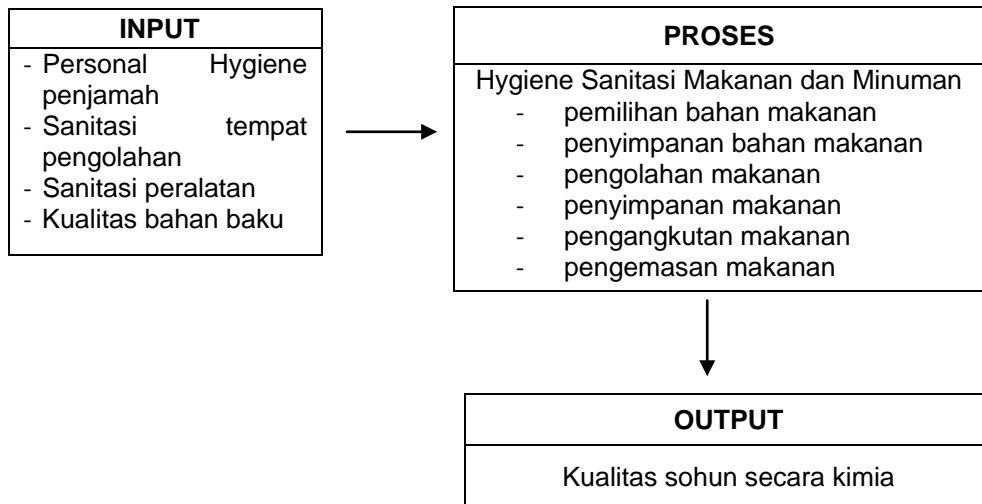 INPUT
- Personal Hygiene
penjamah
- Sanitasi tempat
pengolahan
- Sanitasi peralatan
- Kualitas bahan baku
PROSES
Hygiene Sanitasi Makanan dan Minuman
- pemilihan bahan makanan
- penyimpanan bahan makanan
- pengolahan makanan
- penyimpanan makanan
- pengangkutan makanan
- pengemasan makanan
OUTPUT
Kualitas sohun secara kimia